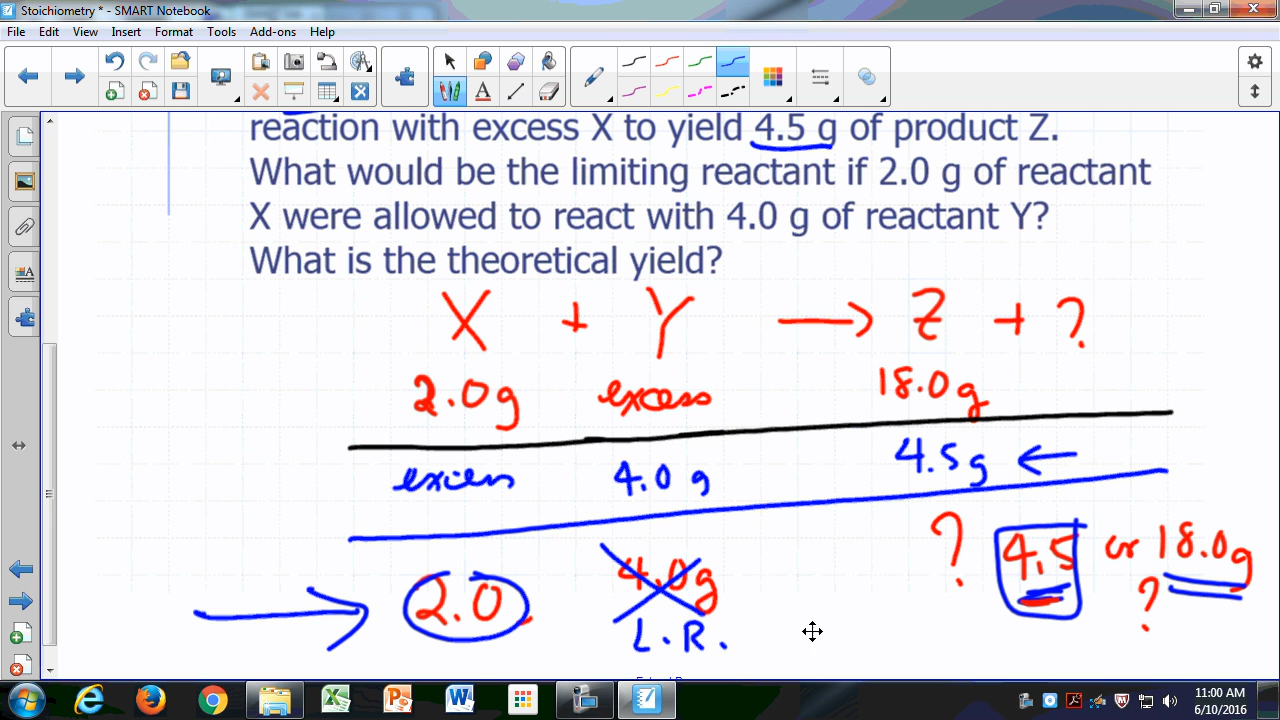 Stoichiometry * - SMART Notebook
File Edit View Insert Format Tools Add-ons Help
reaction with excess X to yield 4.5 g of product Z.
What would be the limiting reactant if 2.0 g of reactant
X were allowed to react with 4.0 g of reactant Y?
What is the theoretical yield?
X + Y → Z + ?
2.0g excess 18.0g
excess 4.0 g 4.5g ←
? 4.5 or 18.0g
→ 2.0 4.0g ?
L.R.
11:00 AM
6/10/2016